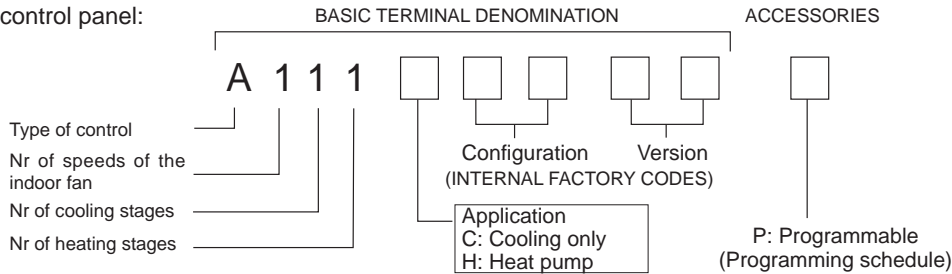 control panel:
BASIC TERMINAL DENOMINATION
ACCESSORIES
A 1 1 1
Type of control
Nr of speeds of the
indoor fan
Nr of cooling stages
Nr of heating stages
Configuration
Version
(INTERNAL FACTORY CODES)
Application
C: Cooling only
H: Heat pump
P: Programmable
(Programming schedule)